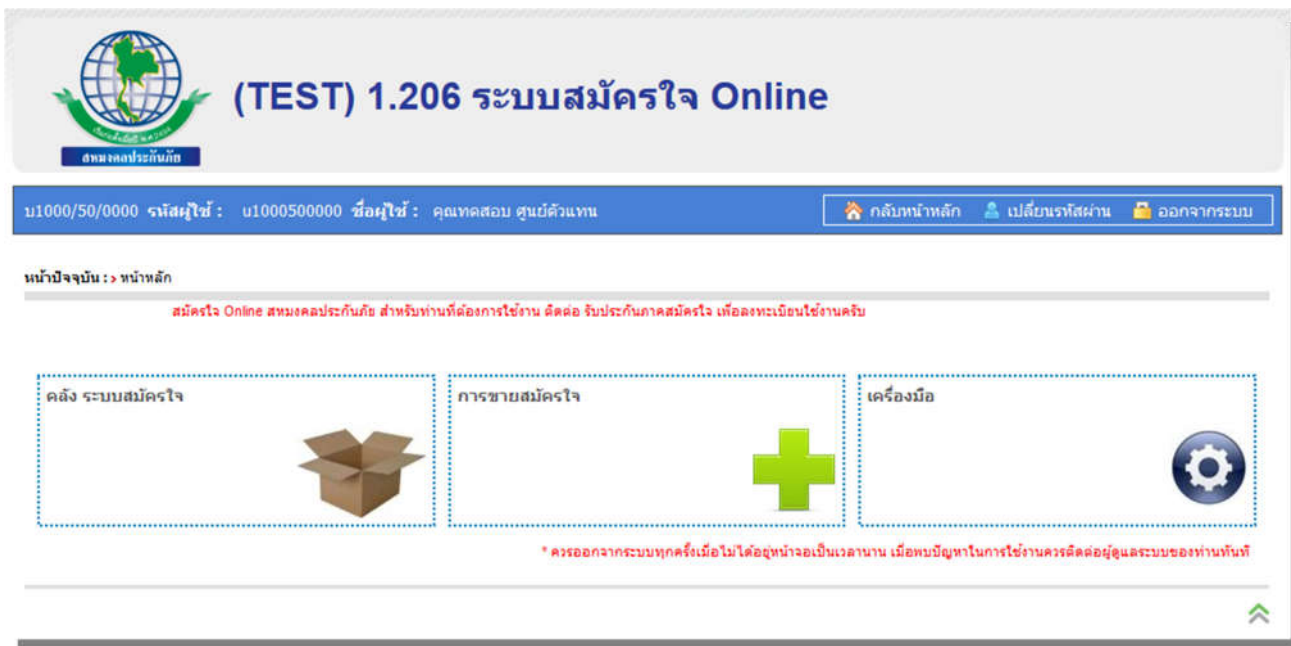 (TEST) 1.206 ระบบสมัครใจ Online
สหมงคลประกันภัย
บ1000/50/0000 รหัสผู้ใช้ : u1000500000 ชื่อผู้ใช้ : คุณทดสอบ ศูนย์ตัวแทน
กลับหน้าหลัก เปลี่ยนรหัสผ่าน ออกจากระบบ
หน้าปัจจุบัน :> หน้าหลัก
สมัครใจ Online สหมงคลประกันภัย สำหรับท่านที่ต้องการใช้งาน ติดต่อ รับประกันภาคสมัครใจ เพื่อลงทะเบียนใช้งานครับ
คลัง ระบบสมัครใจ
การขายสมัครใจ
เครื่องมือ
* ควรออกจากระบบทุกครั้งเมื่อไม่ได้อยู่หน้าจอเป็นเวลานาน เมื่อพบปัญหาในการใช้งานควรติดต่อผู้ดูแลระบบของท่านทันที